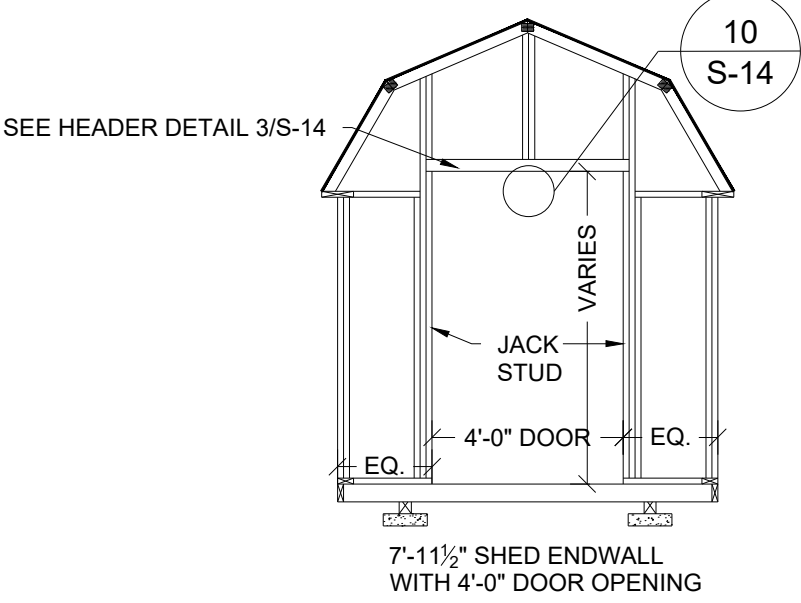 10
S-14
SEE HEADER DETAIL 3/S-14
VARIES
JACK
STUD
4'-0" DOOR
EQ.
EQ.
7'-11½" SHED ENDWALL
WITH 4'-0" DOOR OPENING